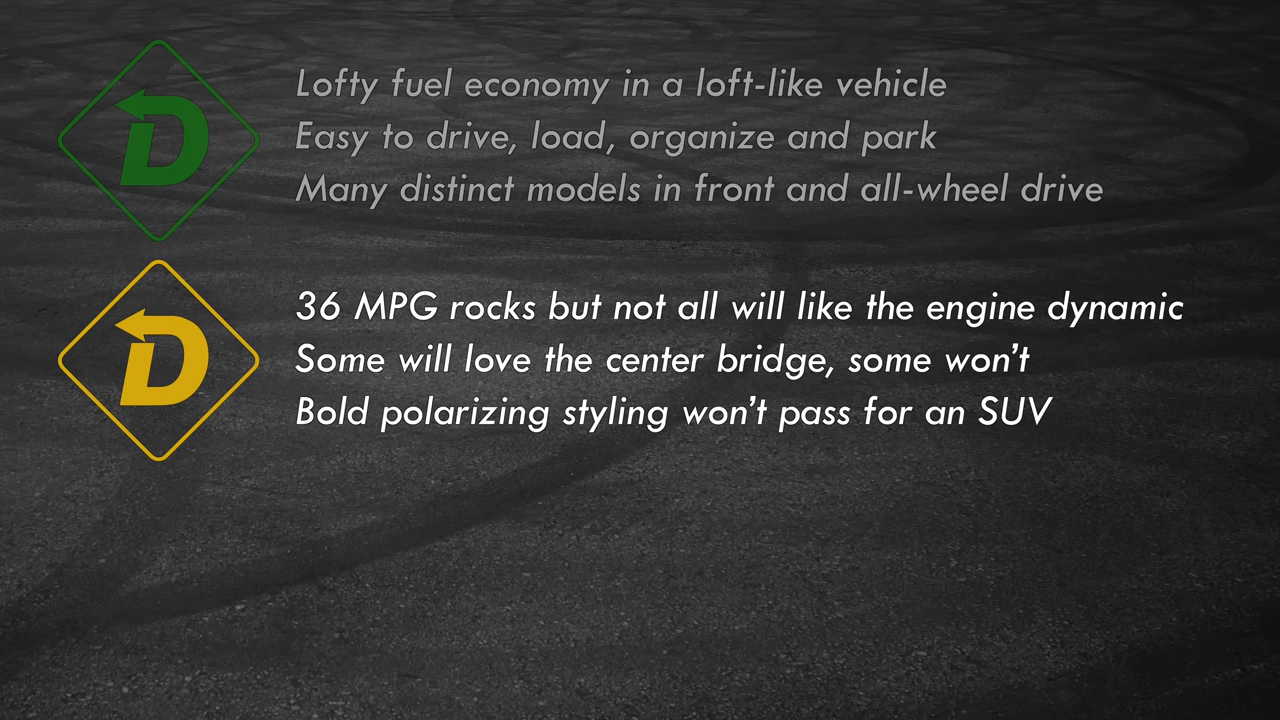 D
Lofty fuel economy in a loft-like vehicle
Easy to drive, load, organize and park
Many distinct models in front and all-wheel drive
D
36 MPG rocks but not all will like the engine dynamic
Some will love the center bridge, some won't
Bold polarizing styling won't pass for an SUV